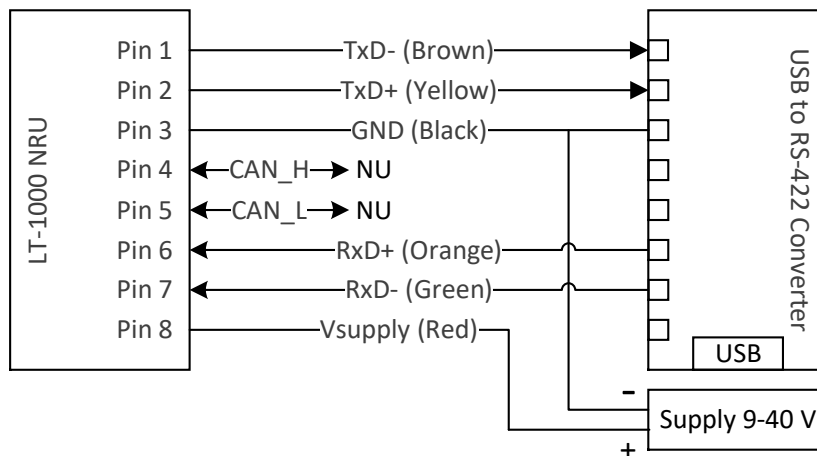 LT-1000 NRU
Pin 1 TxD- (Brown)
Pin 2 TxD+ (Yellow)
Pin 3 GND (Black)
Pin 4 CAN_H NU
Pin 5 CAN_L NU
Pin 6 RxD+ (Orange)
Pin 7 RxD- (Green)
Pin 8 Vsupply (Red)
USB to RS-422 Converter
USB
-
Supply 9-40 V
+